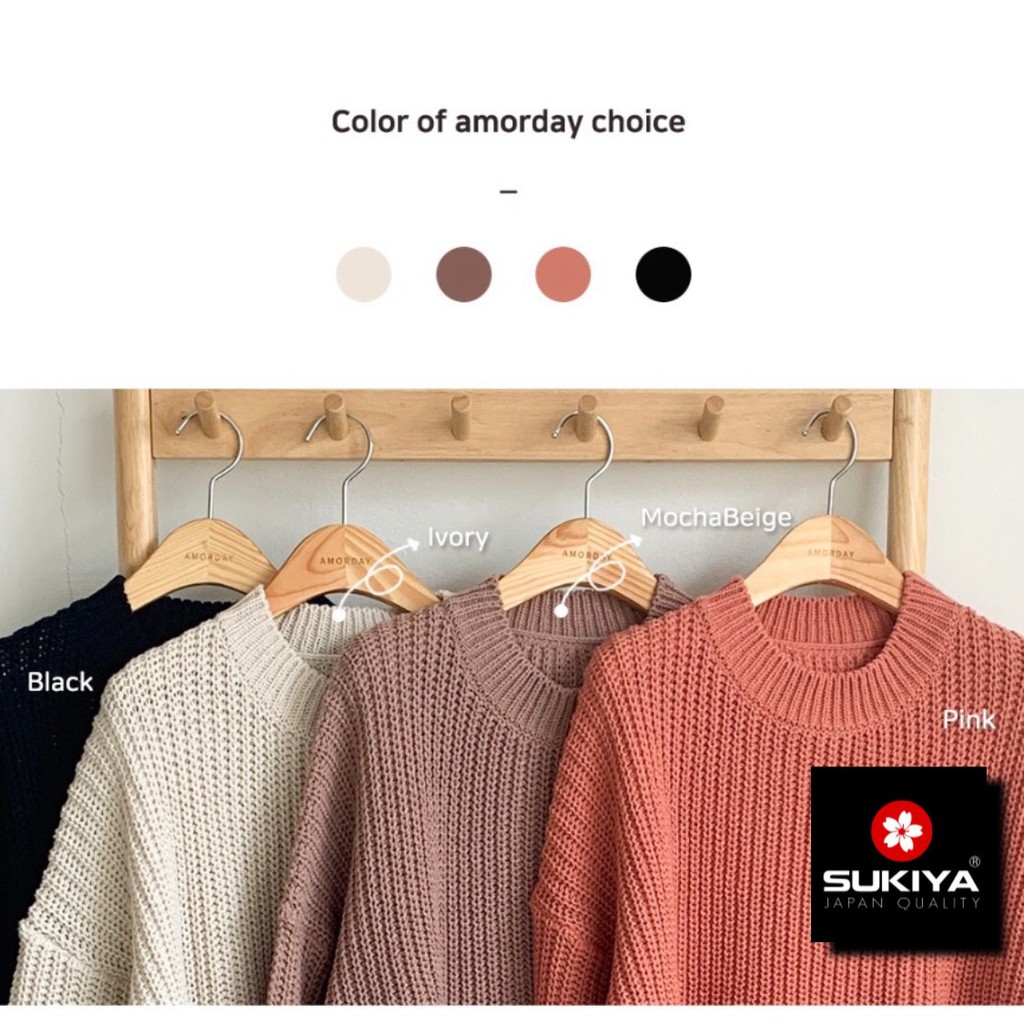 Color of amorday choice
–
Ivory
MochaBeige
AMORDAY
AMORDAY
AMORDAY
AMORDAY
Black
Pink
SUKIYA®
JAPAN QUALITY